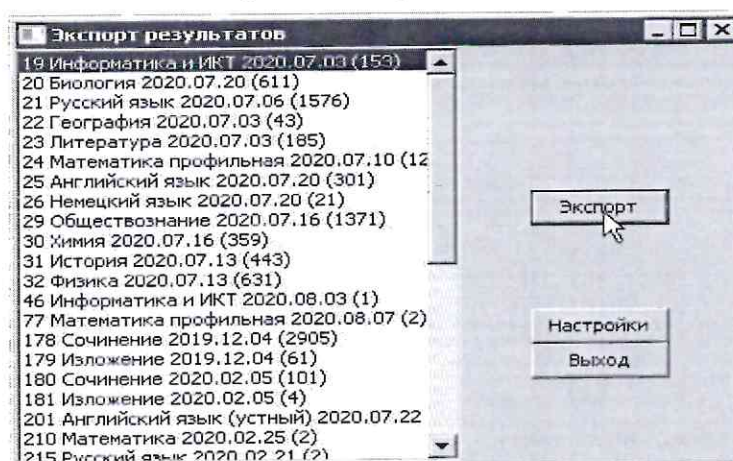 Экспорт результатов
19 Информатика и ИКТ 2020.07.03 (153)
20 Биология 2020.07.20 (611)
21 Русский язык 2020.07.06 (1576)
22 География 2020.07.03 (43)
23 Литература 2020.07.03 (185)
24 Математика профильная 2020.07.10 (12
25 Английский язык 2020.07.20 (301)
26 Немецкий язык 2020.07.20 (21)
29 Обществознание 2020.07.16 (1371)
30 Химия 2020.07.16 (359)
31 История 2020.07.13 (443)
32 Физика 2020.07.13 (631)
46 Информатика и ИКТ 2020.08.03 (1)
77 Математика профильная 2020.08.07 (2)
178 Сочинение 2019.12.04 (2905)
179 Изложение 2019.12.04 (61)
180 Сочинение 2020.02.05 (101)
181 Изложение 2020.02.05 (4)
201 Английский язык (устный) 2020.07.22
210 Математика 2020.02.25 (2)
215 Русский язык 2020.02.21 (2)
Экспорт
Настройки
Выход